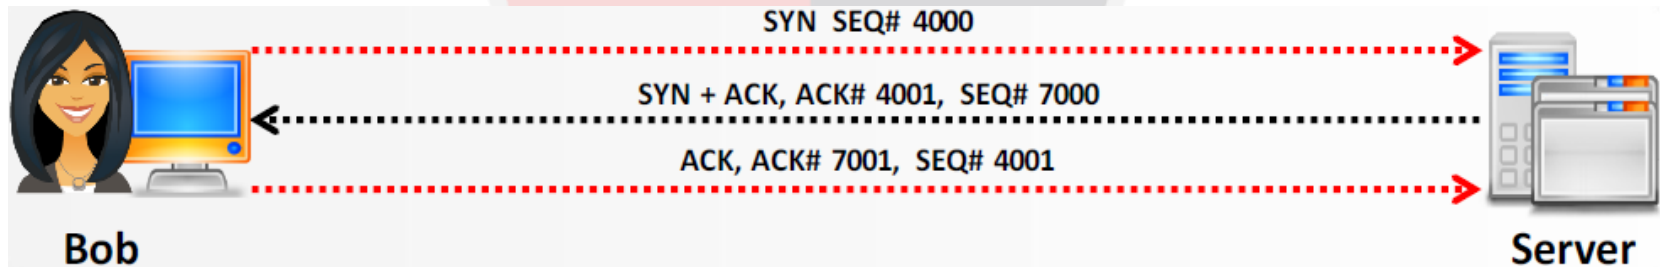 SYN SEQ# 4000
SYN + ACK, ACK# 4001, SEQ# 7000
ACK, ACK# 7001, SEQ# 4001
Bob
Server